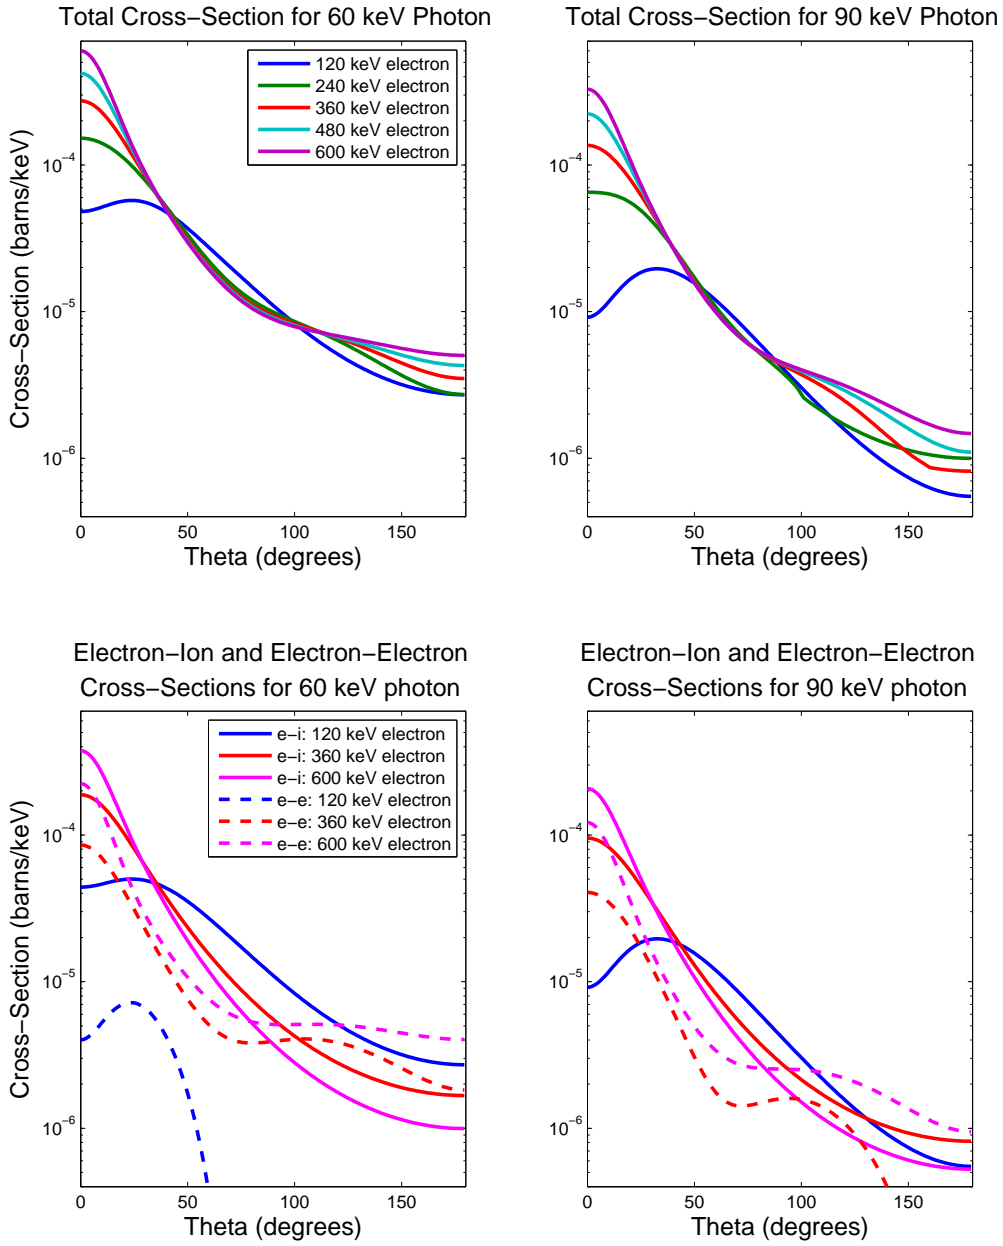 Total Cross−Section for 60 keV Photon
120 keV electron
240 keV electron
360 keV electron
480 keV electron
600 keV electron
10−4
10−5
10−6
Cross−Section (barns/keV)
0 50 100 150
Theta (degrees)
Total Cross−Section for 90 keV Photon
10−4
10−5
10−6
0 50 100 150
Theta (degrees)
Electron−Ion and Electron−Electron
Cross−Sections for 60 keV photon
e−i: 120 keV electron
e−i: 360 keV electron
e−i: 600 keV electron
e−e: 120 keV electron
e−e: 360 keV electron
e−e: 600 keV electron
10−4
10−5
10−6
Cross−Section (barns/keV)
0 50 100 150
Theta (degrees)
Electron−Ion and Electron−Electron
Cross−Sections for 90 keV photon
10−4
10−5
10−6
0 50 100 150
Theta (degrees)